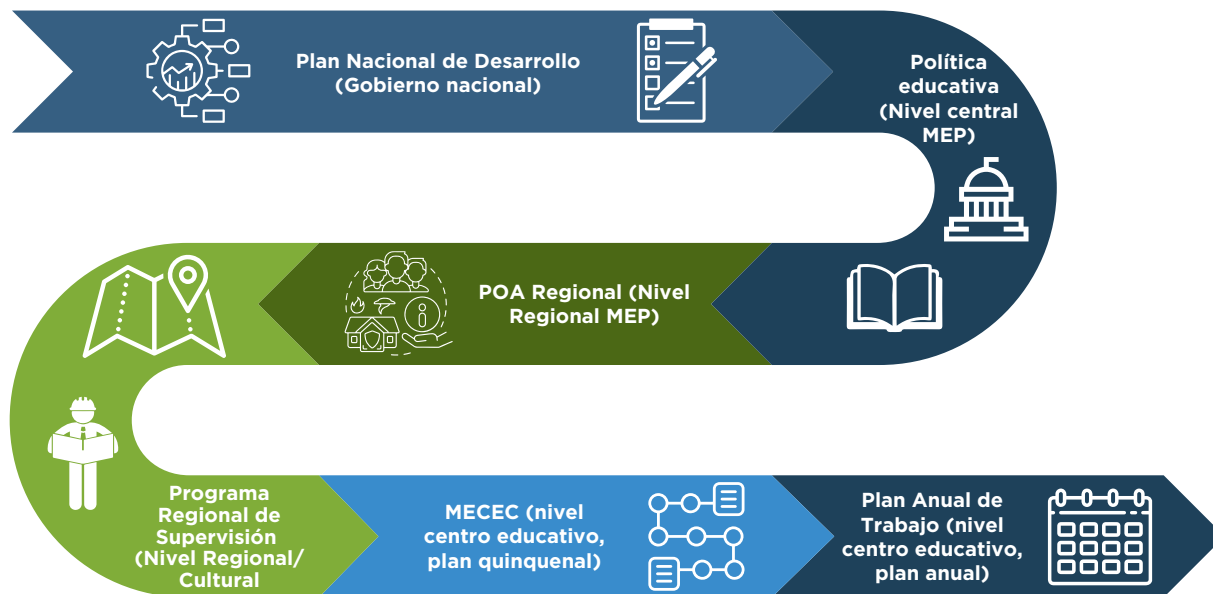 Plan Nacional de Desarrollo
(Gobierno nacional)
Política
educativa
(Nivel central
MEP)
POA Regional (Nivel
Regional MEP)
Programa
Regional de
Supervisión
(Nivel Regional/
Cultural
MECEC (nivel
centro educativo,
plan quinquenal)
Plan Anual de
Trabajo (nivel
centro educativo,
plan anual)